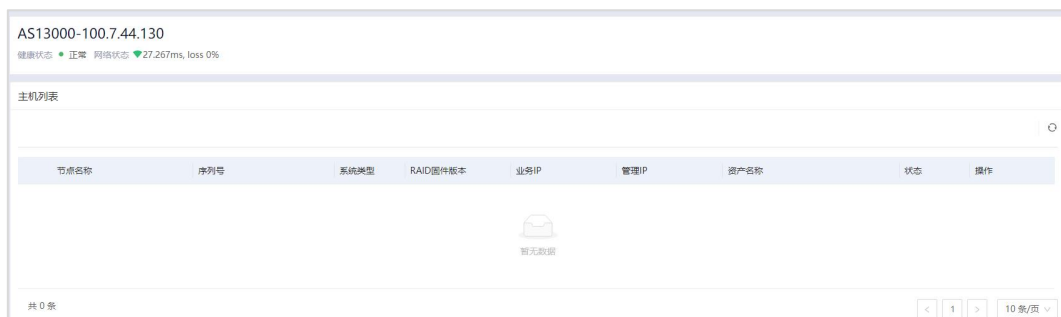 AS13000-100.7.44.130
健康状态 正常 网络状态 27.267ms, loss 0%
主机列表
节点名称 序列号 系统类型 RAID固件版本 业务IP 管理IP 资产名称 状态 操作
暂无数据
共 0 条 < 1 > 10 条/页